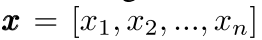 x = [x₁, x₂, ..., xₙ]